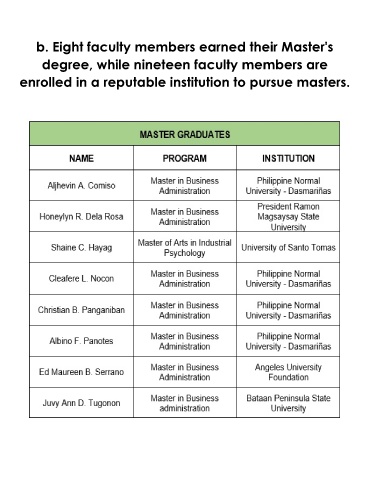 b. Eight faculty members earned their Master's
degree, while nineteen faculty members are
enrolled in a reputable institution to pursue masters.
MASTER GRADUATES
NAME PROGRAM INSTITUTION
Aljhevin A. Comiso
Master in Business
Administration
Philippine Normal
University - Dasmariñas
Honeylyn R. Dela Rosa
Master in Business
Administration
President Ramon
Magsaysay State
University
Shaine C. Hayag
Master of Arts in Industrial
Psychology
University of Santo Tomas
Cleafere L. Nocon
Master in Business
Administration
Philippine Normal
University - Dasmariñas
Christian B. Panganiban
Master in Business
Administration
Philippine Normal
University - Dasmariñas
Albino F. Panotes
Master in Business
Administration
Philippine Normal
University - Dasmariñas
Ed Maureen B. Serrano
Master in Business
Administration
Angeles University
Foundation
Juvy Ann D. Tugonon
Master in Business
administration
Bataan Peninsula State
University